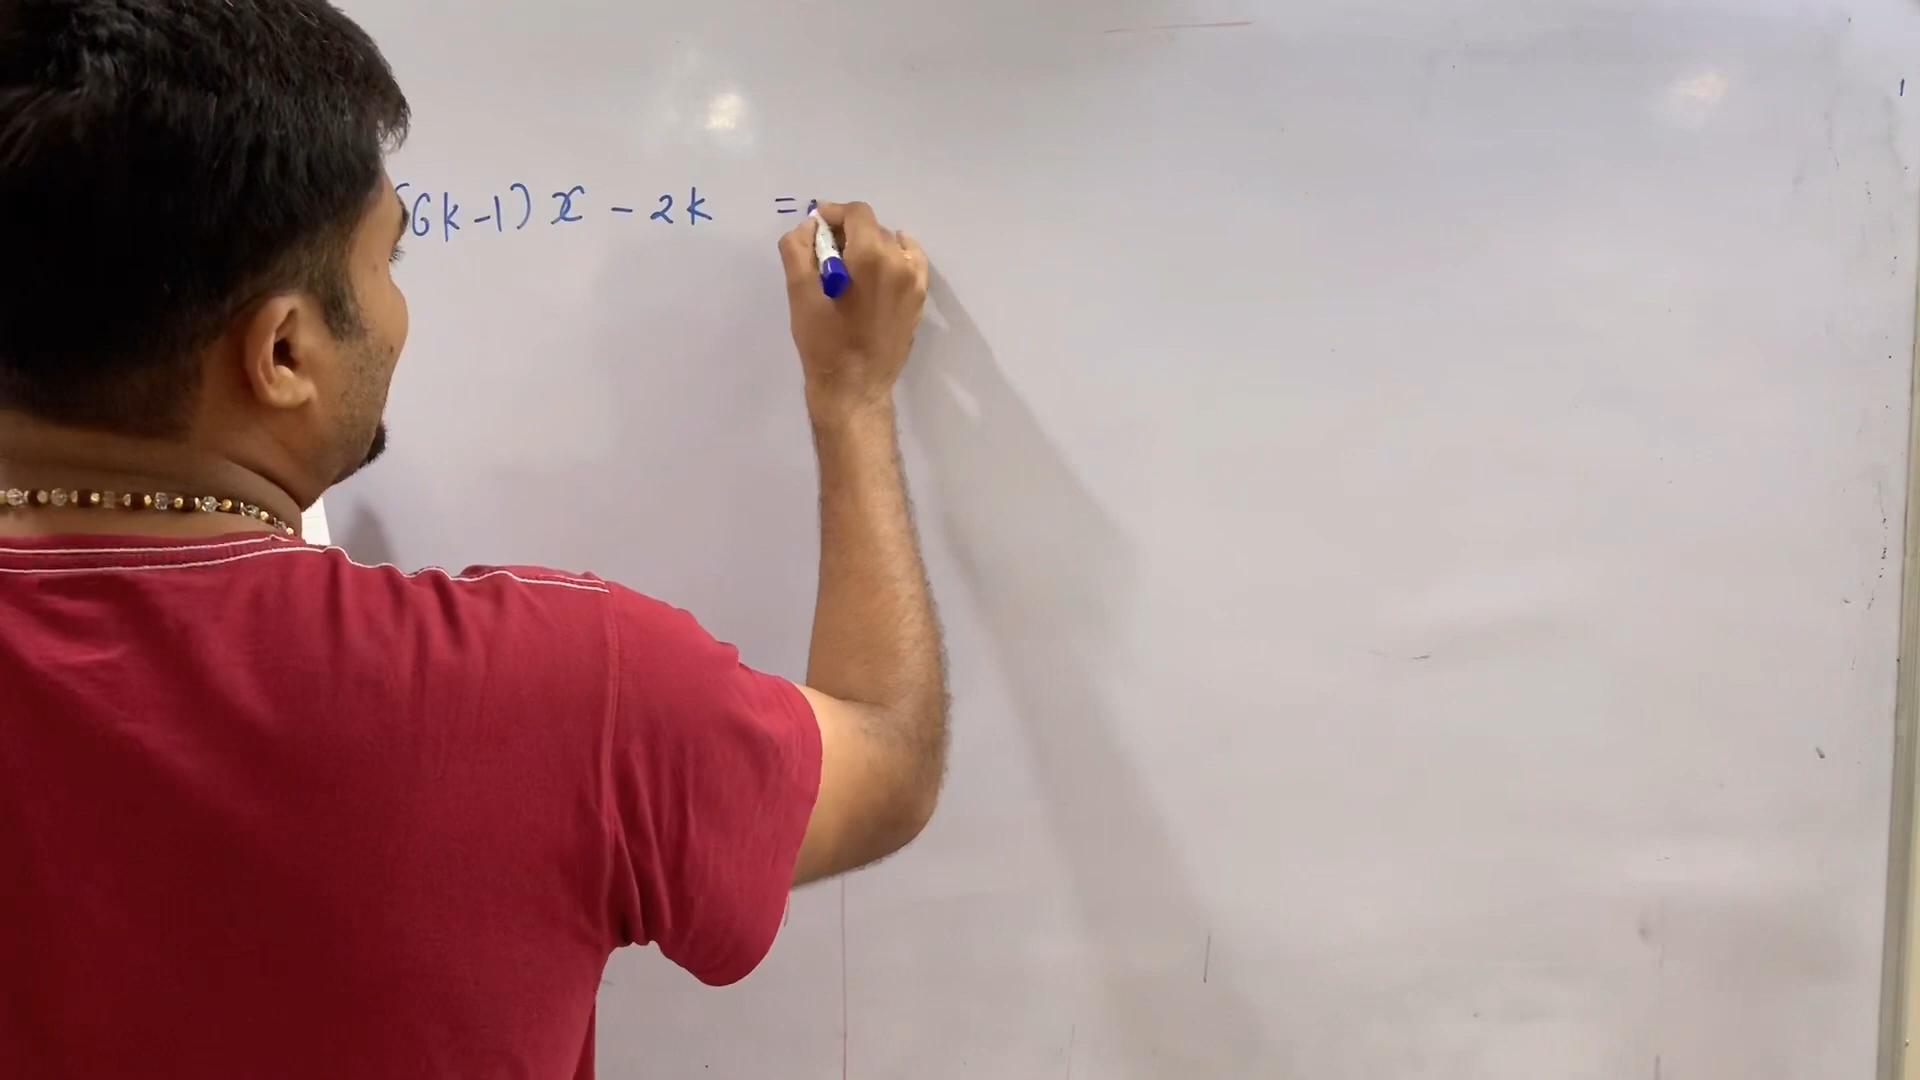 (6k-1) x - 2k =